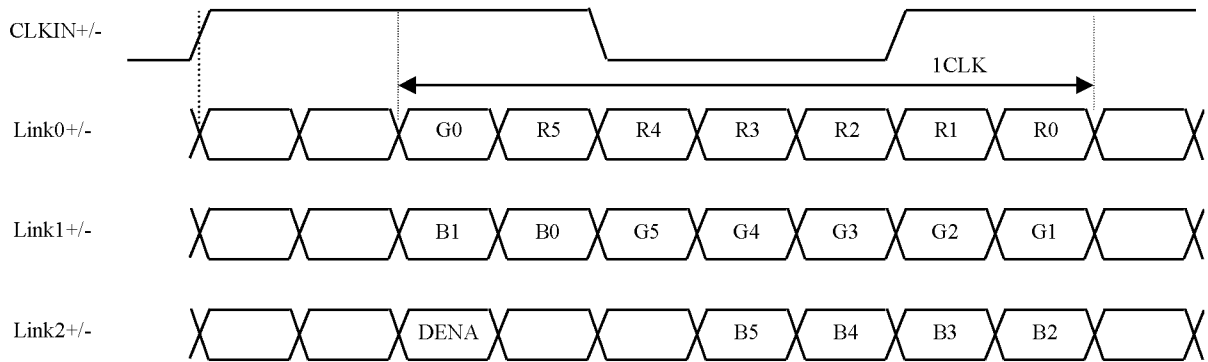 CLKIN+/-
1CLK
Link0+/- G0 R5 R4 R3 R2 R1 R0
Link1+/- B1 B0 G5 G4 G3 G2 G1
Link2+/- DENA B5 B4 B3 B2